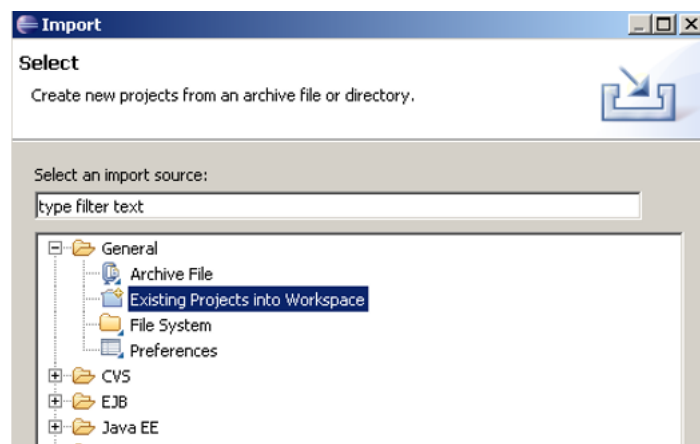 Import
Select
Create new projects from an archive file or directory.
Select an import source:
type filter text
General
Archive File
Existing Projects into Workspace
File System
Preferences
CVS
EJB
Java EE